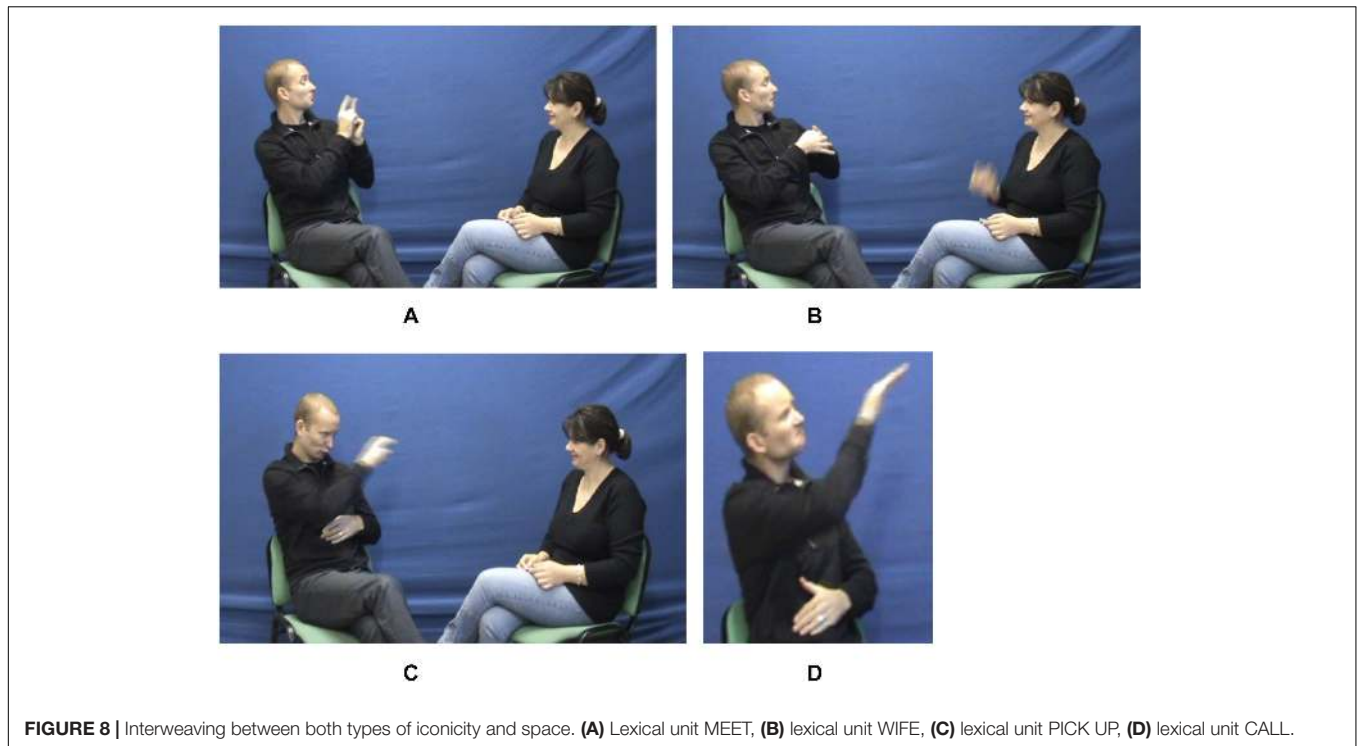 A
B
C
D
FIGURE 8 | Interweaving between both types of iconicity and space. (A) Lexical unit MEET, (B) lexical unit WIFE, (C) lexical unit PICK UP, (D) lexical unit CALL.